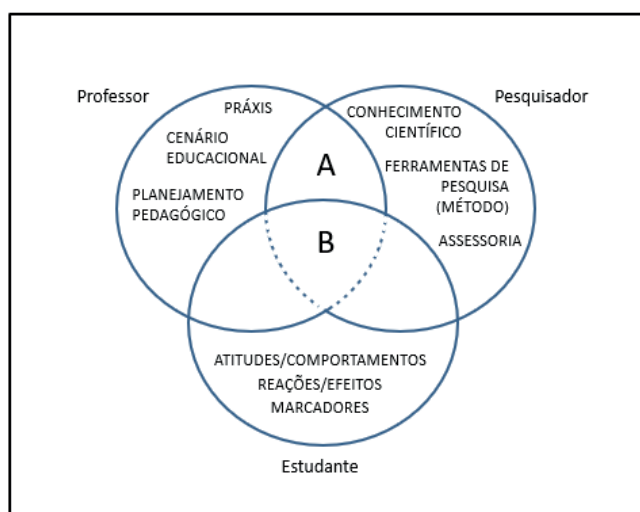 Professor
Pesquisador
PRÁXIS
CENÁRIO
EDUCACIONAL
PLANEJAMENTO
PEDAGÓGICO
CONHECIMENTO
CIENTÍFICO
FERRAMENTAS DE
PESQUISA
(MÉTODO)
ASSESSORIA
A
B
ATITUDES/COMPORTAMENTOS
REAÇÕES/EFEITOS
MARCADORES
Estudante